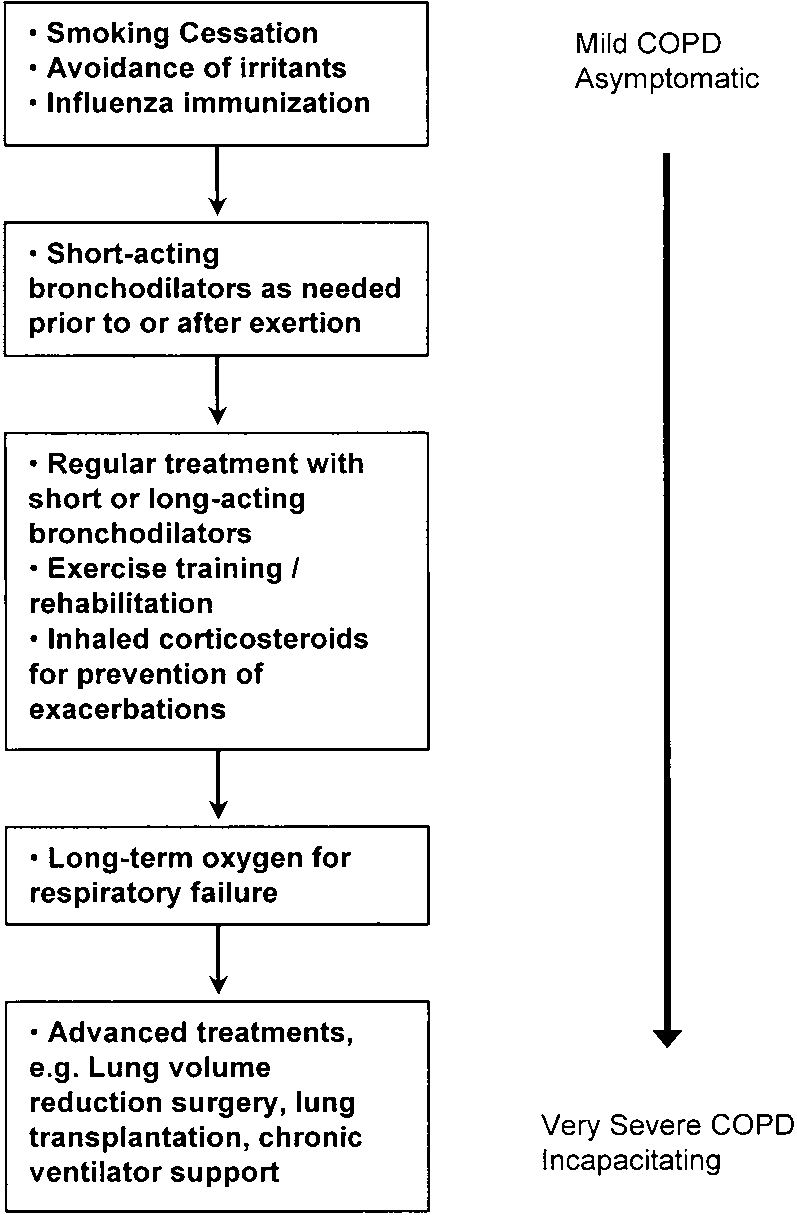 • Smoking Cessation
• Avoidance of irritants
• Influenza immunization
Mild COPD
Asymptomatic
• Short-acting
bronchodilators as needed
prior to or after exertion
• Regular treatment with
short or long-acting
bronchodilators
• Exercise training /
rehabilitation
• Inhaled corticosteroids
for prevention of
exacerbations
• Long-term oxygen for
respiratory failure
• Advanced treatments,
e.g. Lung volume
reduction surgery, lung
transplantation, chronic
ventilator support
Very Severe COPD
Incapacitating